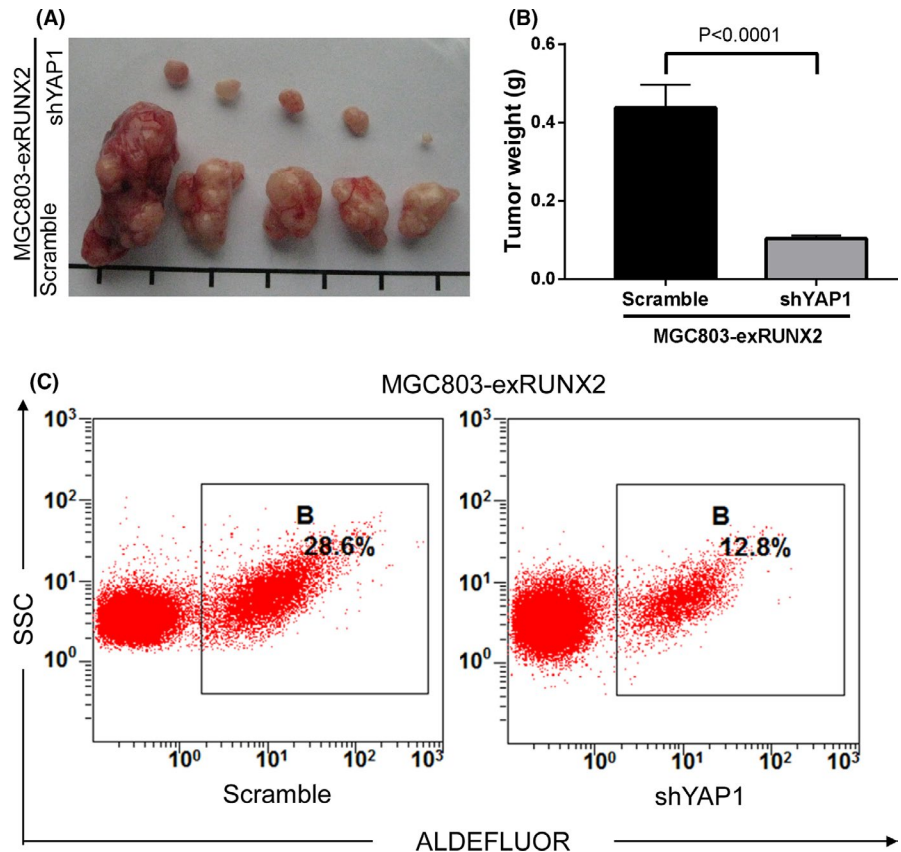 (A)
MGC803-exRUNX2
shYAP1
Scramble
(B)
P<0.0001
Tumor weight (g)
0.6
0.4
0.2
0.0
Scramble
shYAP1
MGC803-exRUNX2
(C)
MGC803-exRUNX2
SSC
10³
10²
10¹
10⁰
B
28.6%
10⁰
10¹
10²
10³
Scramble
10³
10²
10¹
10⁰
B
12.8%
10⁰
10¹
10²
10³
shYAP1
ALDEFLUOR